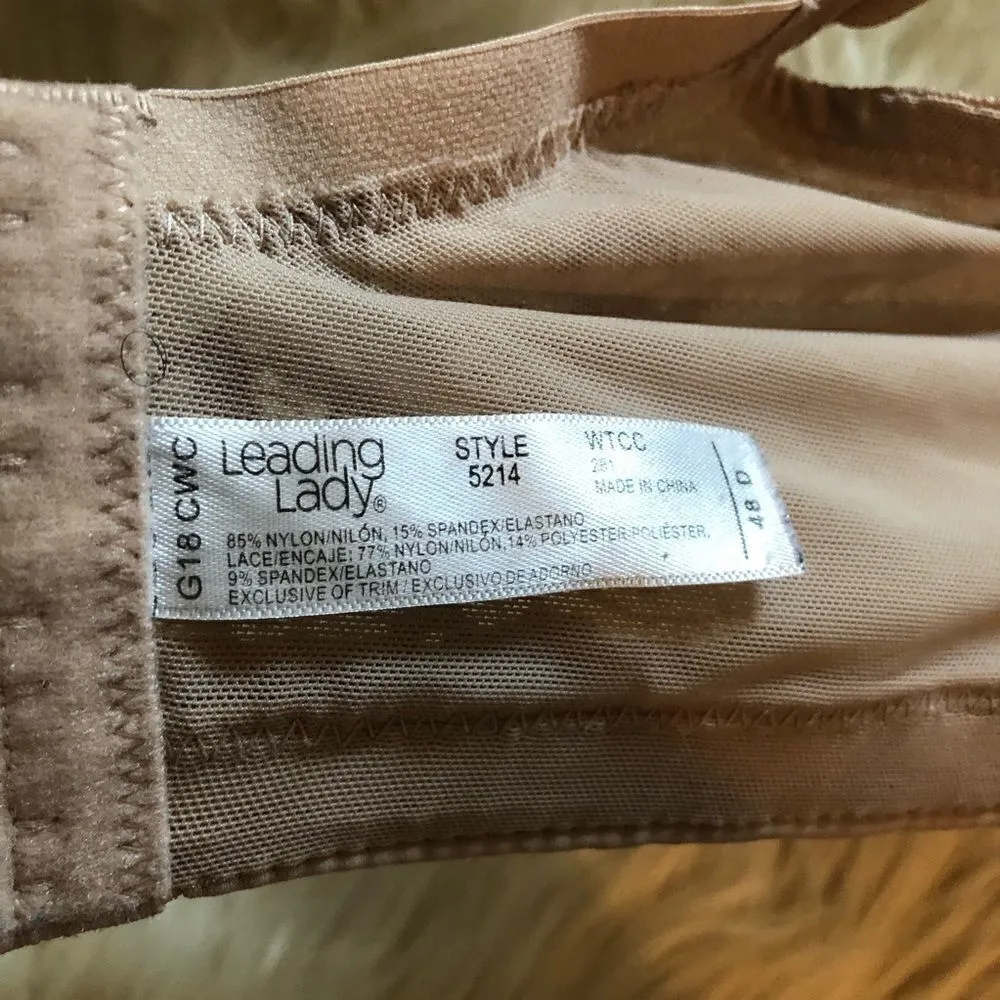 G18 CWC
Leading
Lady®
STYLE
5214
WTCC
281
MADE IN CHINA
48 D
85% NYLON/NILÓN, 15% SPANDEX/ELASTANO
LACE/ENCAJE: 77% NYLON/NILÓN, 14% POLYESTER-POLIÉSTER,
9% SPANDEX/ELASTANO
EXCLUSIVE OF TRIM / EXCLUSIVO DE ADORNO